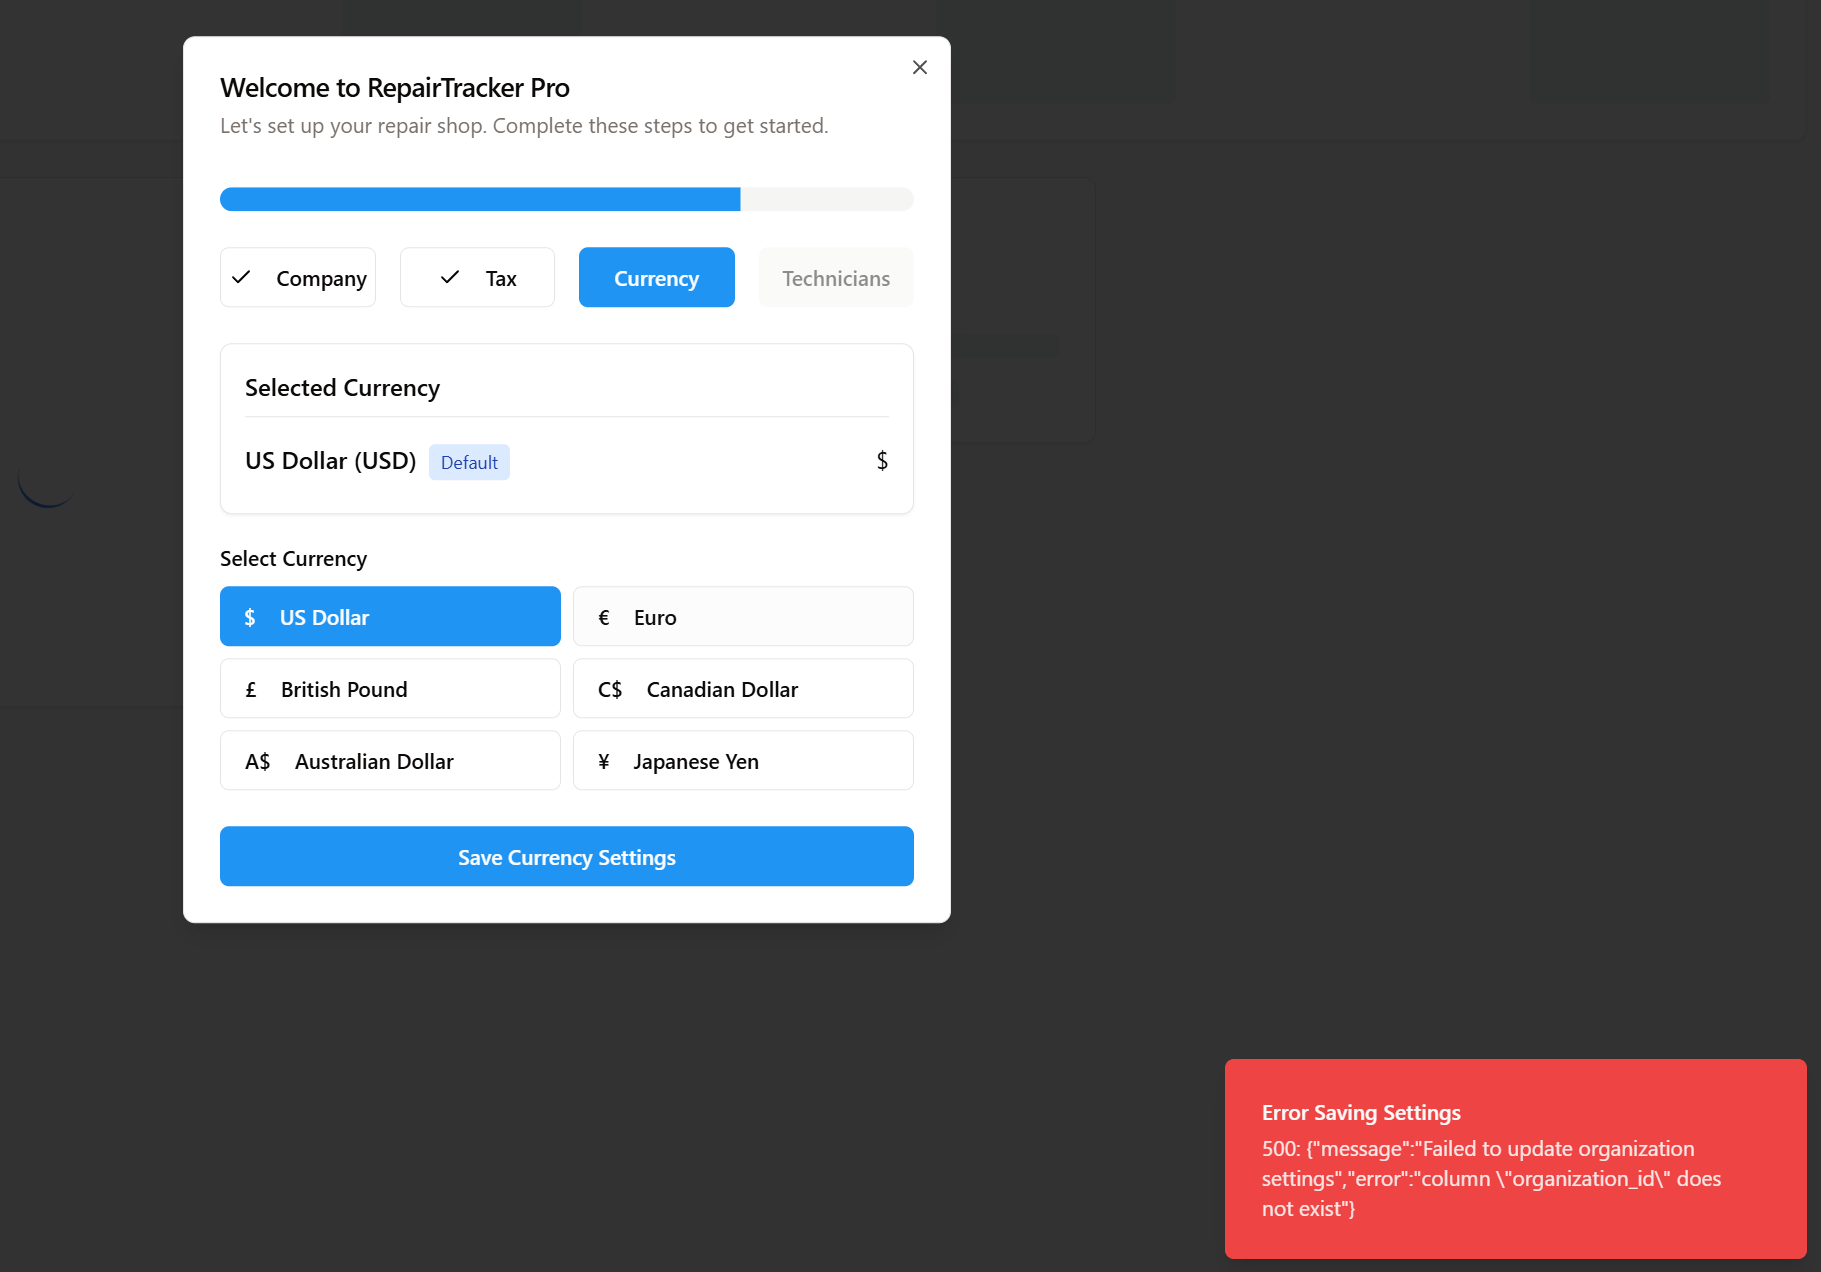 Welcome to RepairTracker Pro
Let's set up your repair shop. Complete these steps to get started.
Company
Tax
Currency
Technicians
Selected Currency
US Dollar (USD) Default $
Select Currency
$ US Dollar
€ Euro
£ British Pound
C$ Canadian Dollar
A$ Australian Dollar
¥ Japanese Yen
Save Currency Settings
Error Saving Settings
500: {"message":"Failed to update organization
settings","error":"column \"organization_id\" does
not exist"}